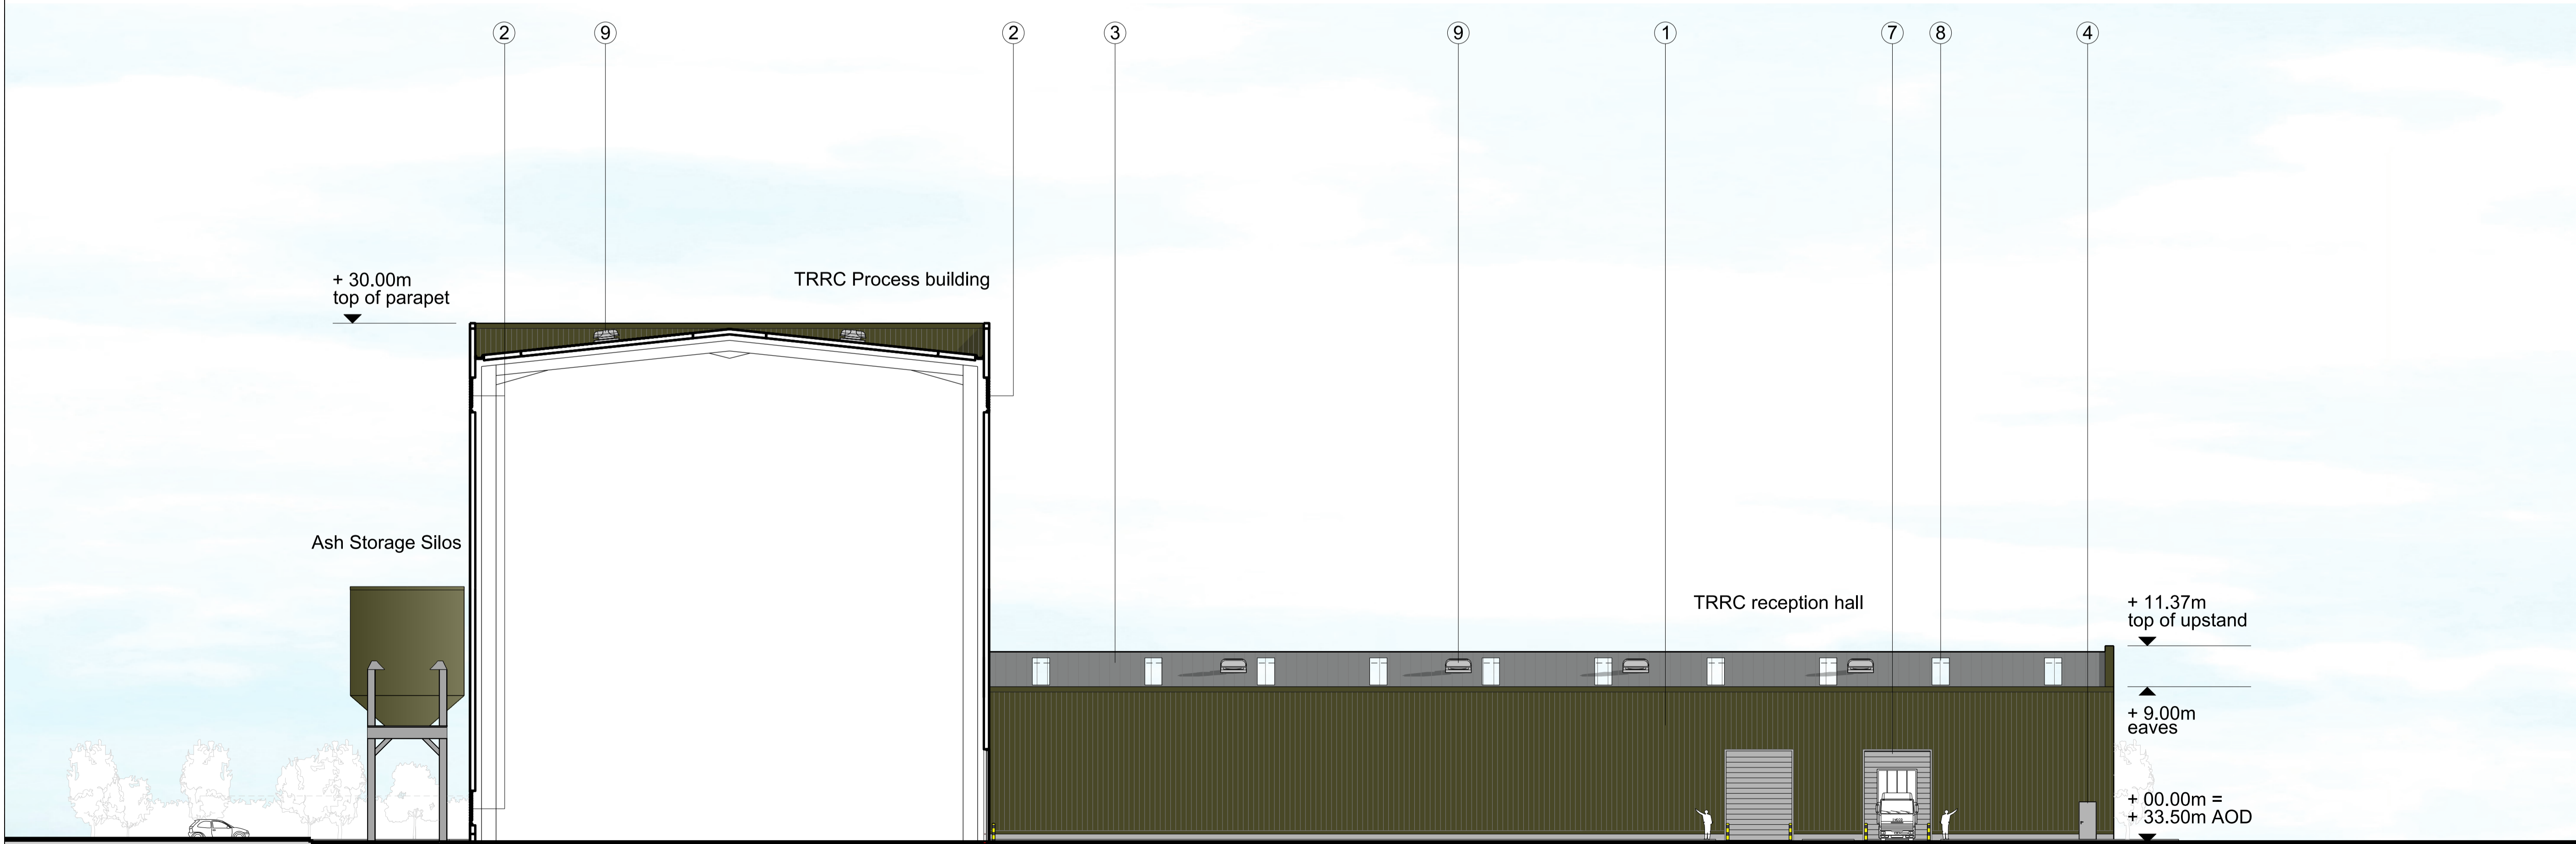 2
9
2
3
9
1
7
8
4
+ 30.00m
top of parapet
TRRC Process building
Ash Storage Silos
TRRC reception hall
+ 11.37m
top of upstand
+ 9.00m
eaves
+ 00.00m =
+ 33.50m AOD